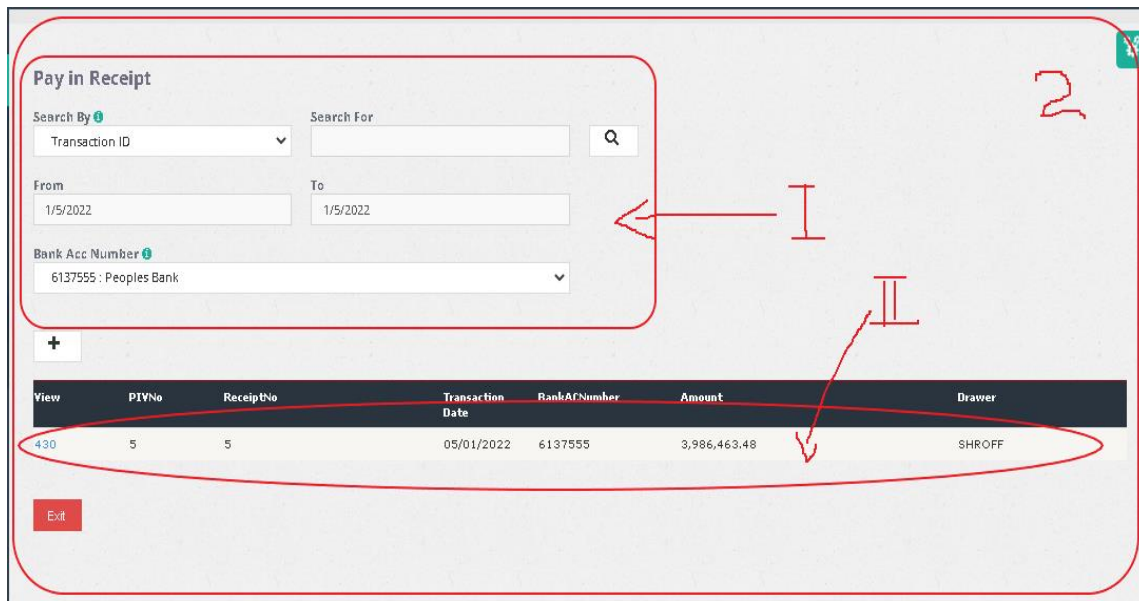 2
Pay in Receipt
Search By Search For
Transaction ID
From To
1/5/2022 1/5/2022
I
Bank Acc Number
6137555 : Peoples Bank
II
+
View PIVNo ReceiptNo Transaction Date BankACNumber Amount Drawer
430 5 5 05/01/2022 6137555 3,986,463.48 SHROFF
Exit